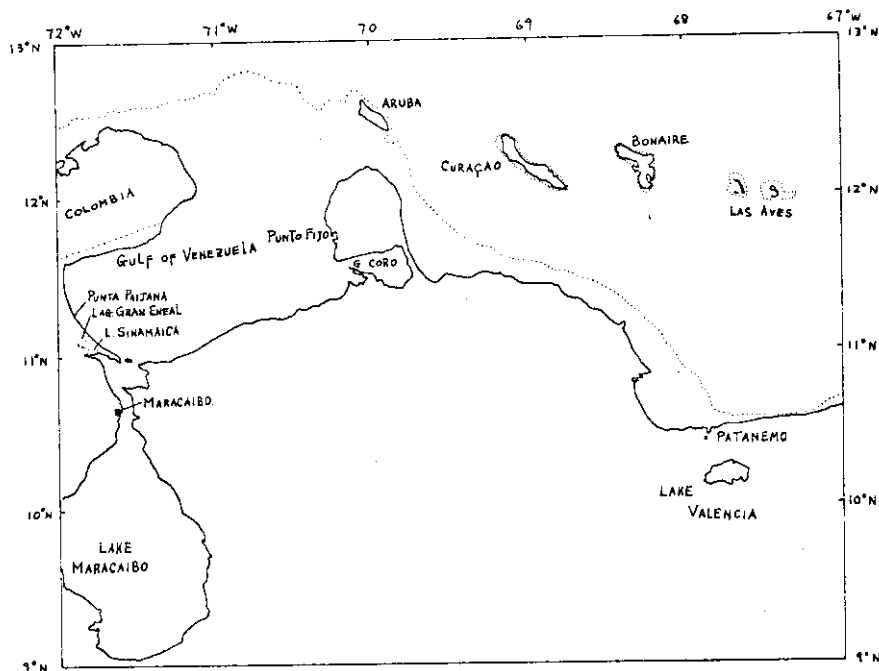 72°W
71°W
70
69
68
67°W
13°N
13°N
ARUBA
CURAÇAO
BONAIRE
LAS AVES
12°N
12°N
COLOMBIA
GULF OF VENEZUELA
PUNTO FIJO
G CORO
PUNTA PAIJANA
LAG. GRAN ENEAL
L. SINAMAICA
11°N
11°N
MARACAIBO
PATANEMO
LAKE
VALENCIA
10°N
10°N
LAKE
MARACAIBO
9°N
9°N